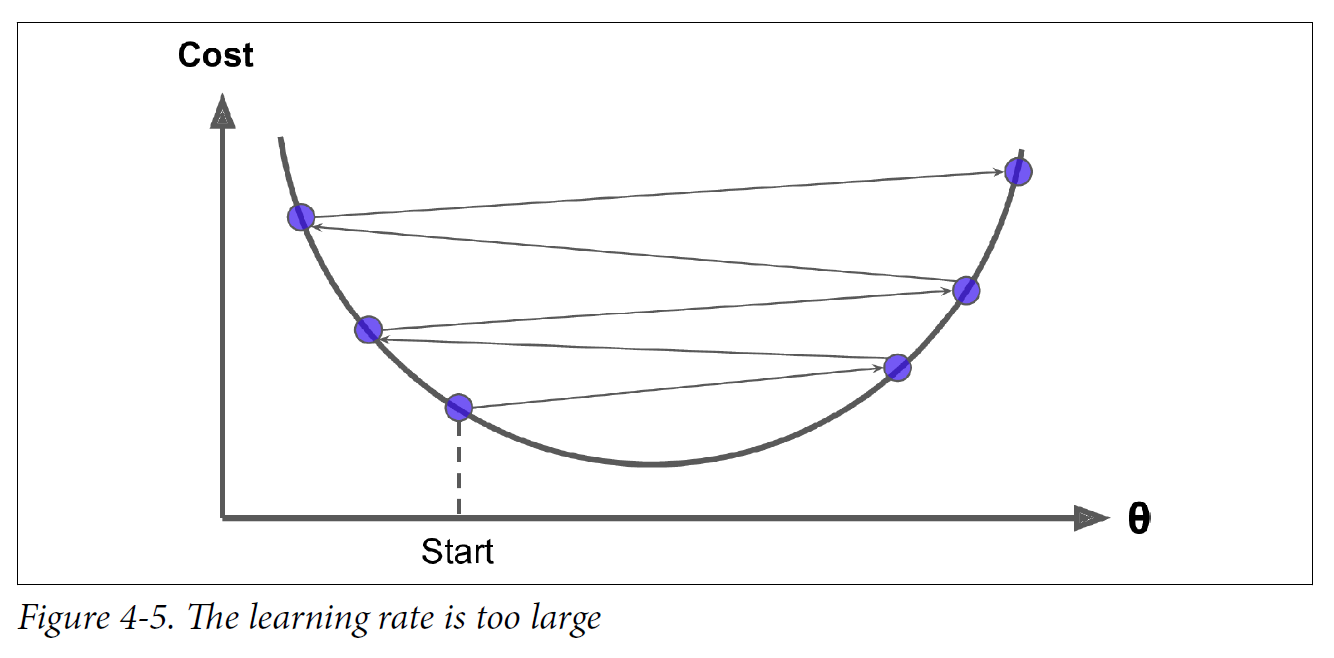 Cost
θ
Start
Figure 4-5. The learning rate is too large